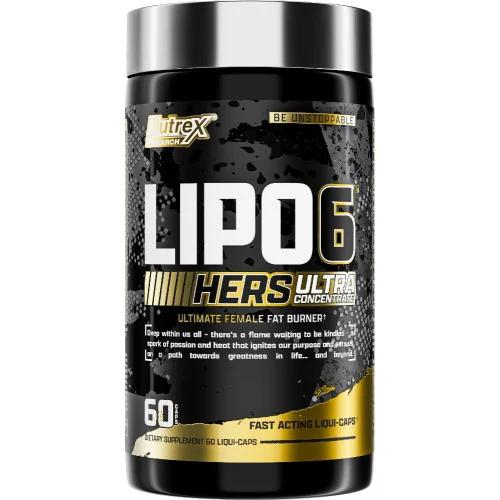 BE UNSTOPPABLE
Nutrex
LIPO6
HERS ULTRA
CONCENTRATE
ULTIMATE FEMALE FAT BURNER†
Deep within us all - there's a flame waiting to be kindled - a
spark of passion and heat that ignites our purpose and sets us
on a path towards greatness in life... and beyond.
60
FAST ACTING LIQUI-CAPS
DIETARY SUPPLEMENT 60 LIQUI-CAPS